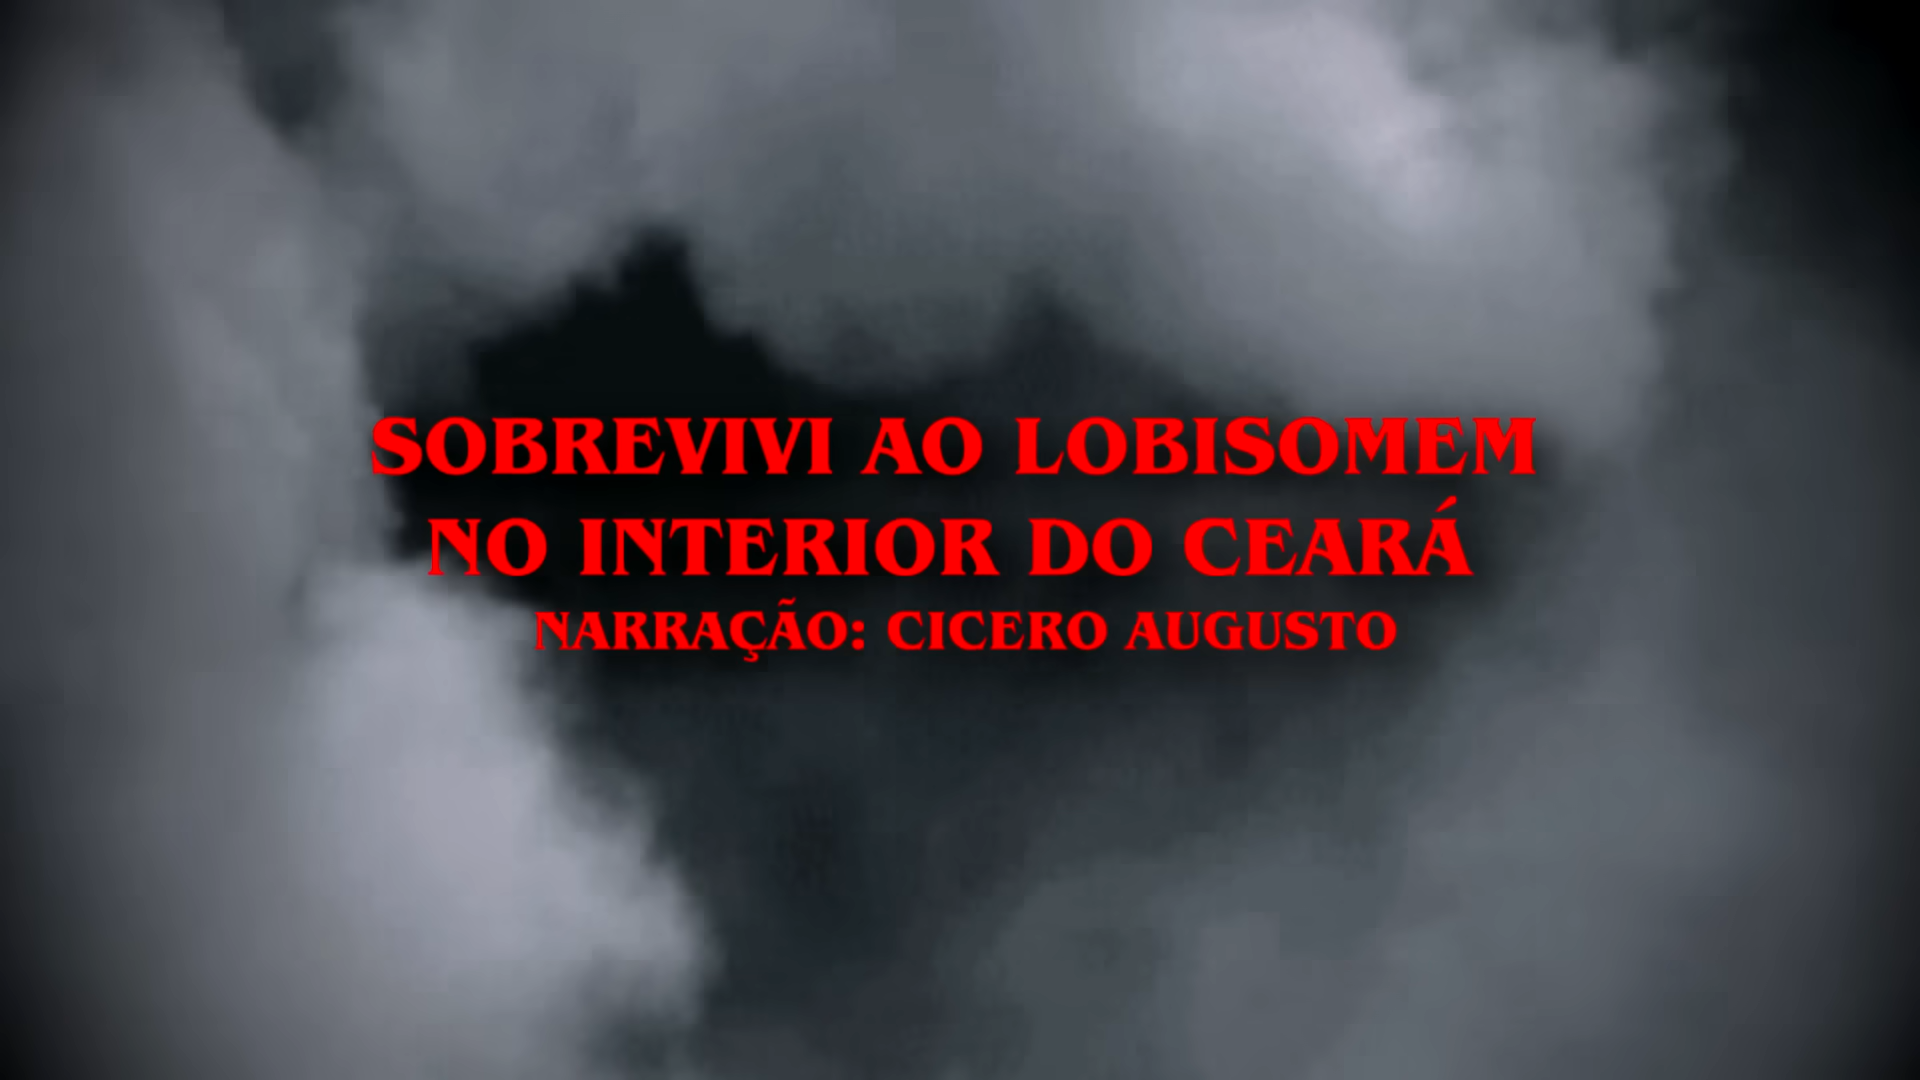 SOBREVIVI AO LOBISOMEM
NO INTERIOR DO CEARÁ
NARRAÇÃO: CICERO AUGUSTO